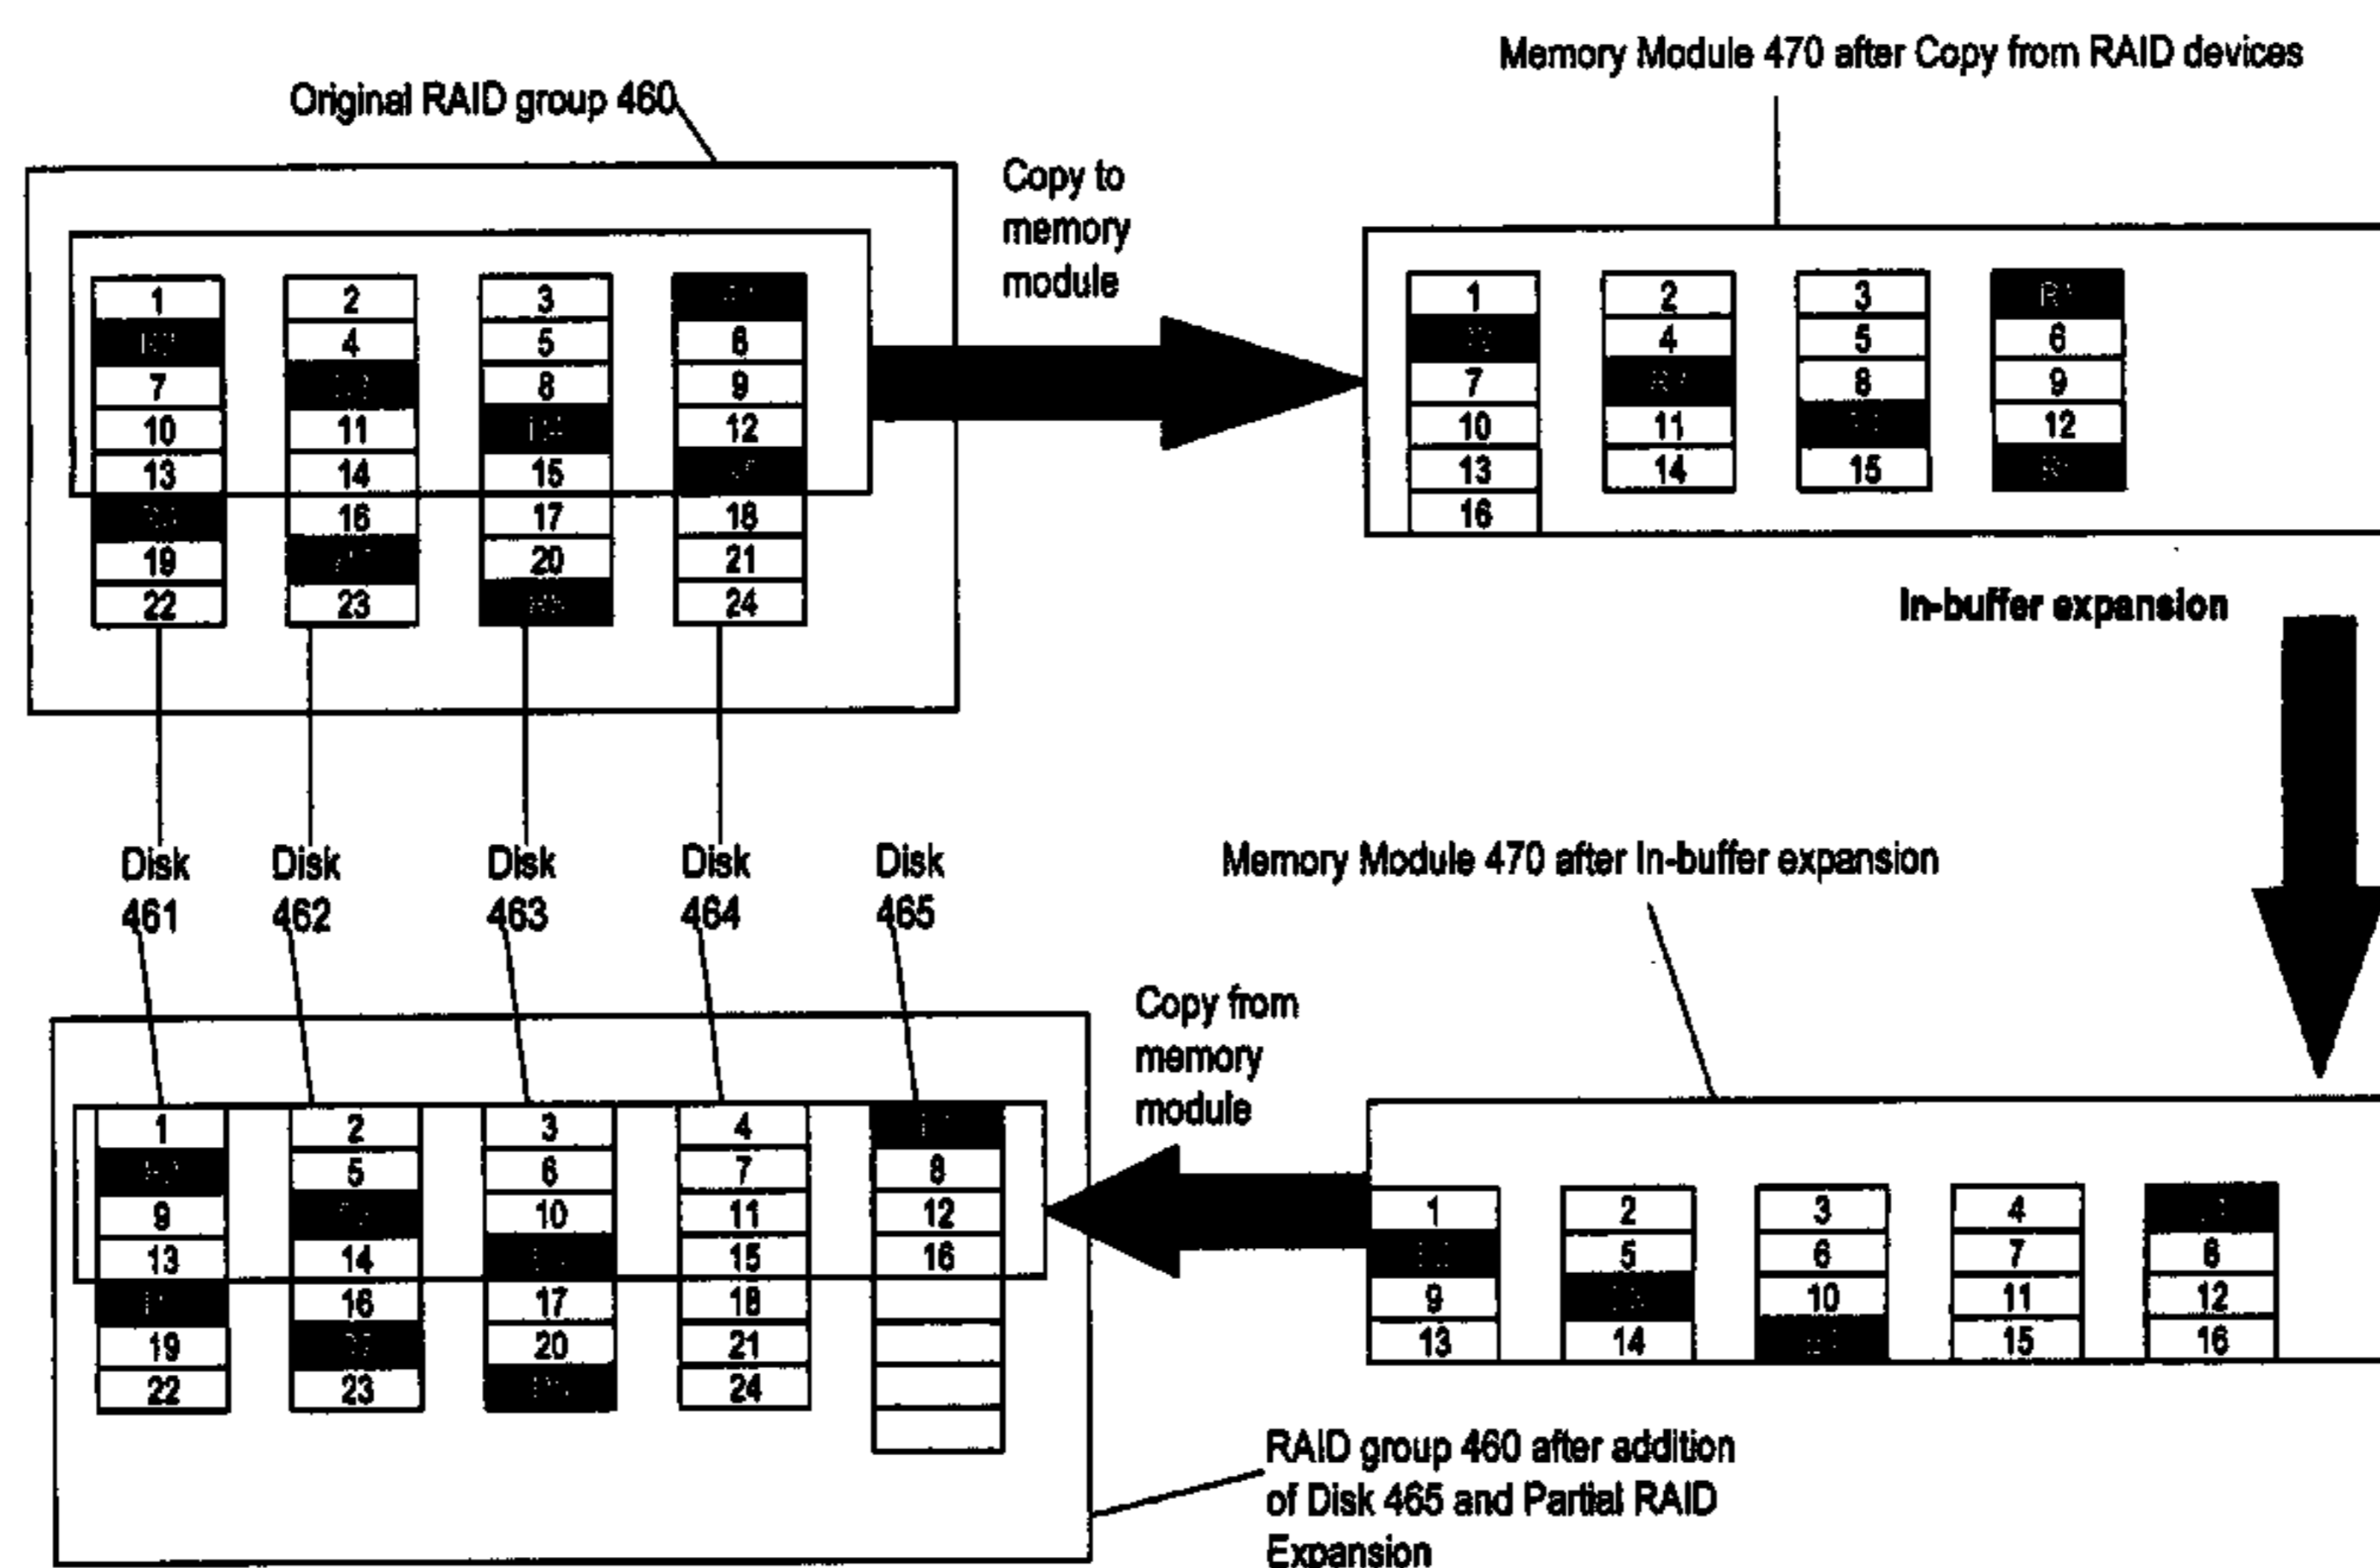 Memory Module 470 after Copy from RAID devices
Original RAID group 460
Copy to
memory
module
1 2 3
4 5 6
7 8 9
10 11 12
13 14 15
16 17 18
19 20 21
22 23 24
1 2 3
4 5 6
7 8 9
10 11 12
13 14 15
16
In-buffer expansion
Disk
461
Disk
462
Disk
463
Disk
464
Disk
465
Memory Module 470 after In-buffer expansion
Copy from
memory
module
1 2 3 4
5 6 7 8
9 10 11 12
13 14 15 16
16 17 18
19 20 21
22 23 24
1 2 3 4
5 6 7 8
9 10 11 12
13 14 15 16
RAID group 460 after addition
of Disk 465 and Partial RAID
Expansion